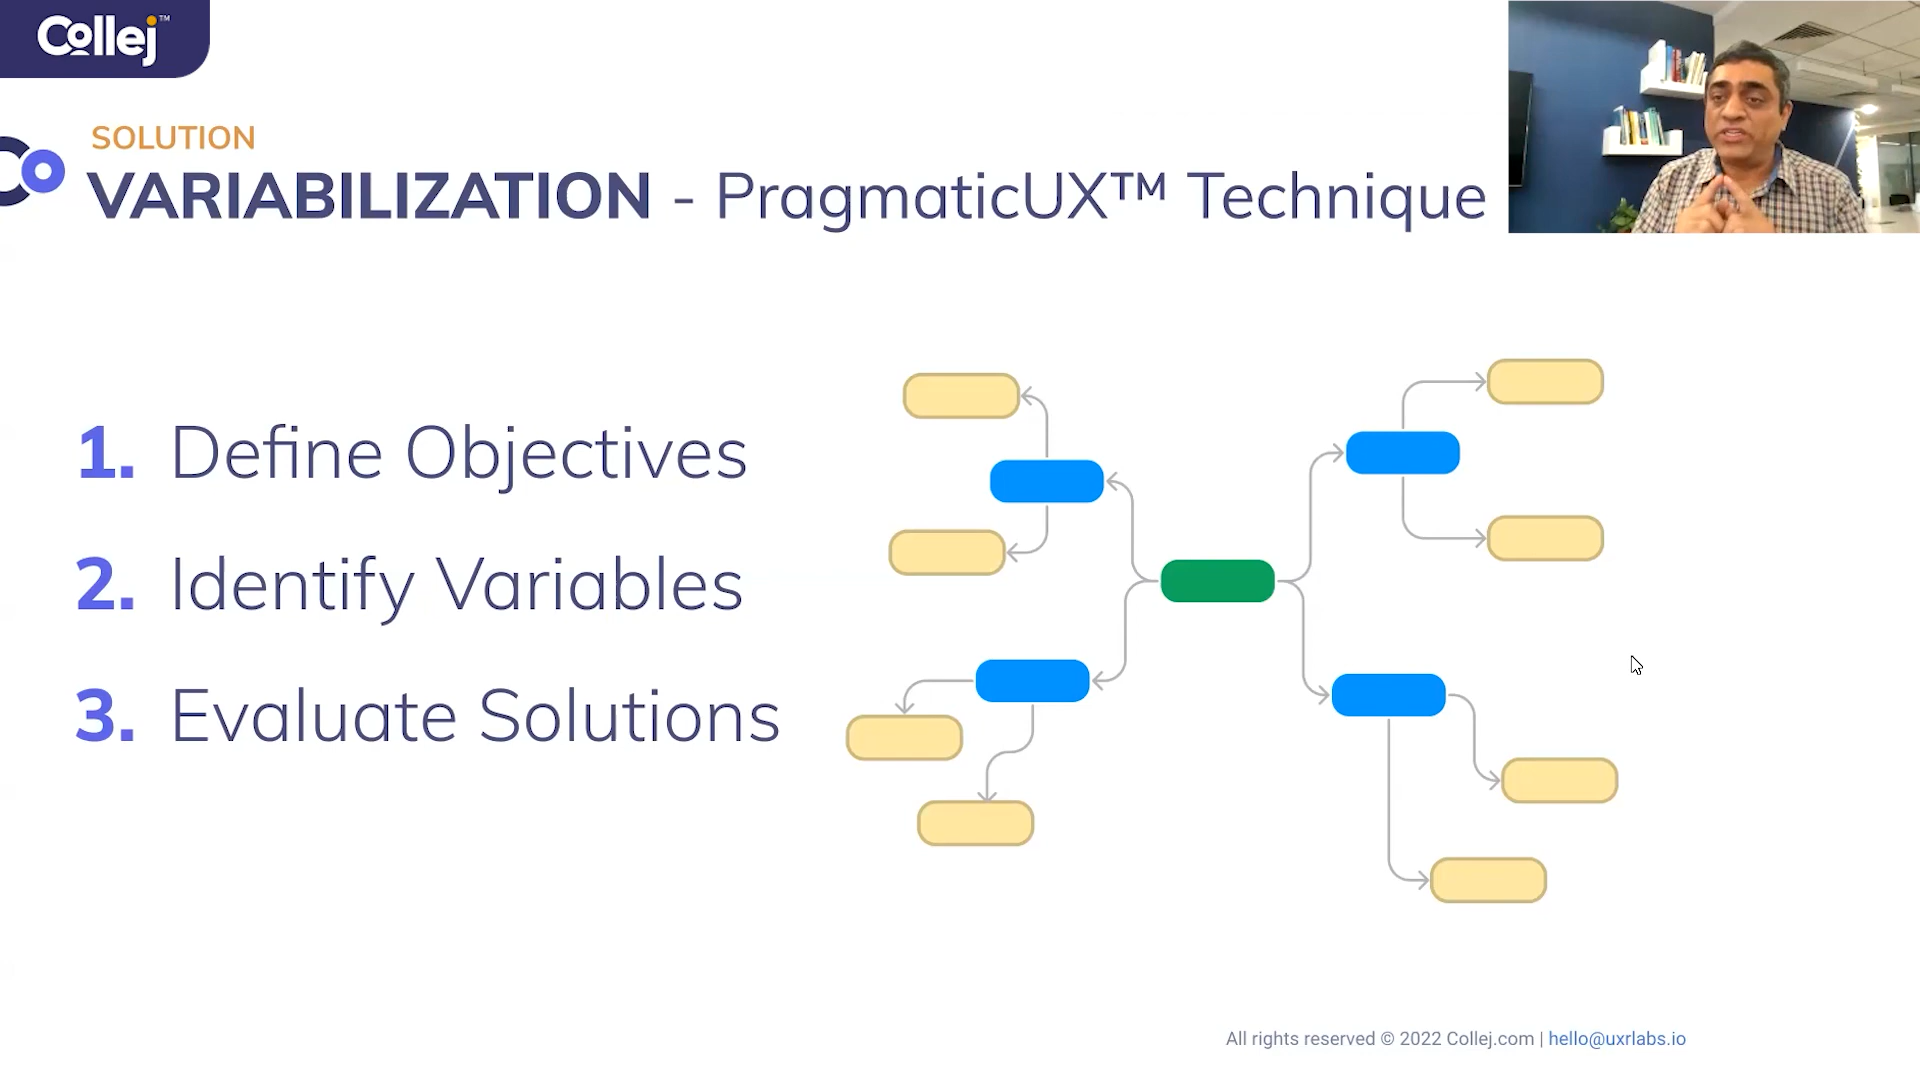 Collej™
SOLUTION
VARIABILIZATION - PragmaticUX™ Technique
1. Define Objectives
2. Identify Variables
3. Evaluate Solutions
All rights reserved © 2022 Collej.com | hello@uxrlabs.io